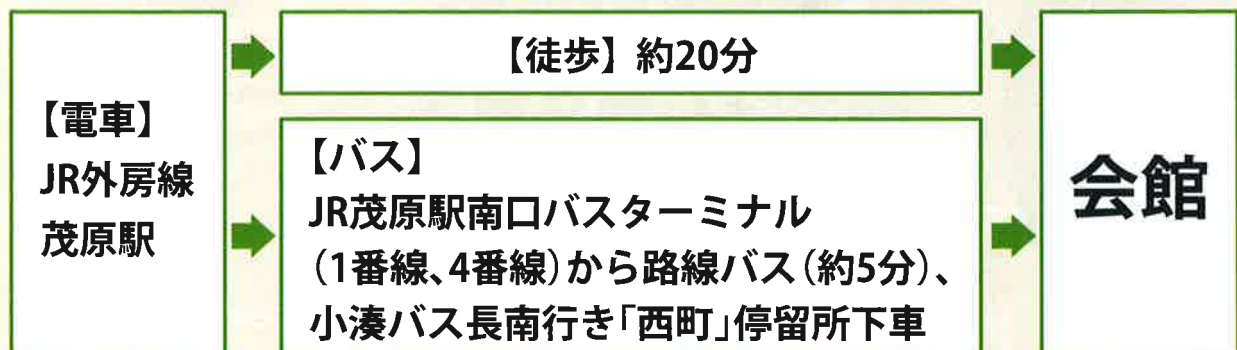 【電車】
JR外房線
茂原駅
【徒歩】約20分
【バス】
JR茂原駅南口バスターミナル
(1番線、4番線)から路線バス(約5分)、
小湊バス長南行き「西町」停留所下車
会館